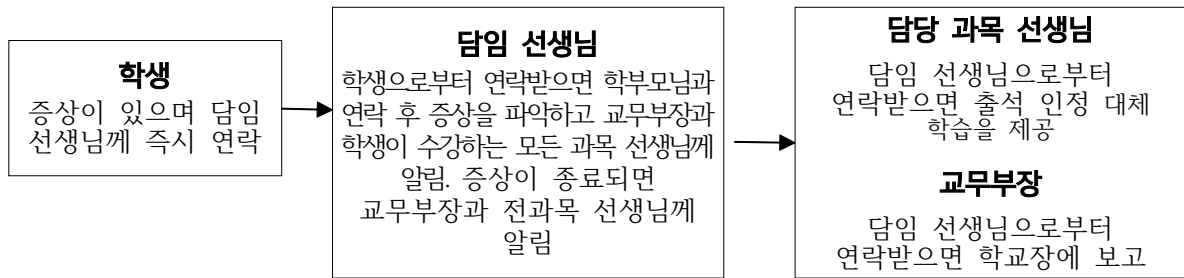 학생
증상이 있으며 담임
선생님께 즉시 연락
담임 선생님
학생으로부터 연락받으면 학부모님과
연락 후 증상을 파악하고 교무부장과
학생이 수강하는 모든 과목 선생님께
알림. 증상이 종료되면
교무부장과 전과목 선생님께
알림
담당 과목 선생님
담임 선생님으로부터
연락받으면 출석 인정 대체
학습을 제공
교무부장
담임 선생님으로부터
연락받으면 학교장에 보고